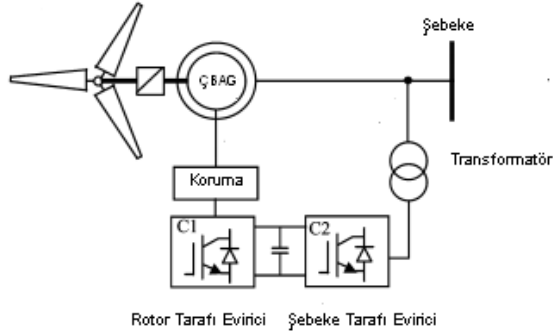 Şebeke
ÇBAG
Transformatör
Koruma
C1
C2
Rotor Tarafı Evirici
Şebeke Tarafı Evirici